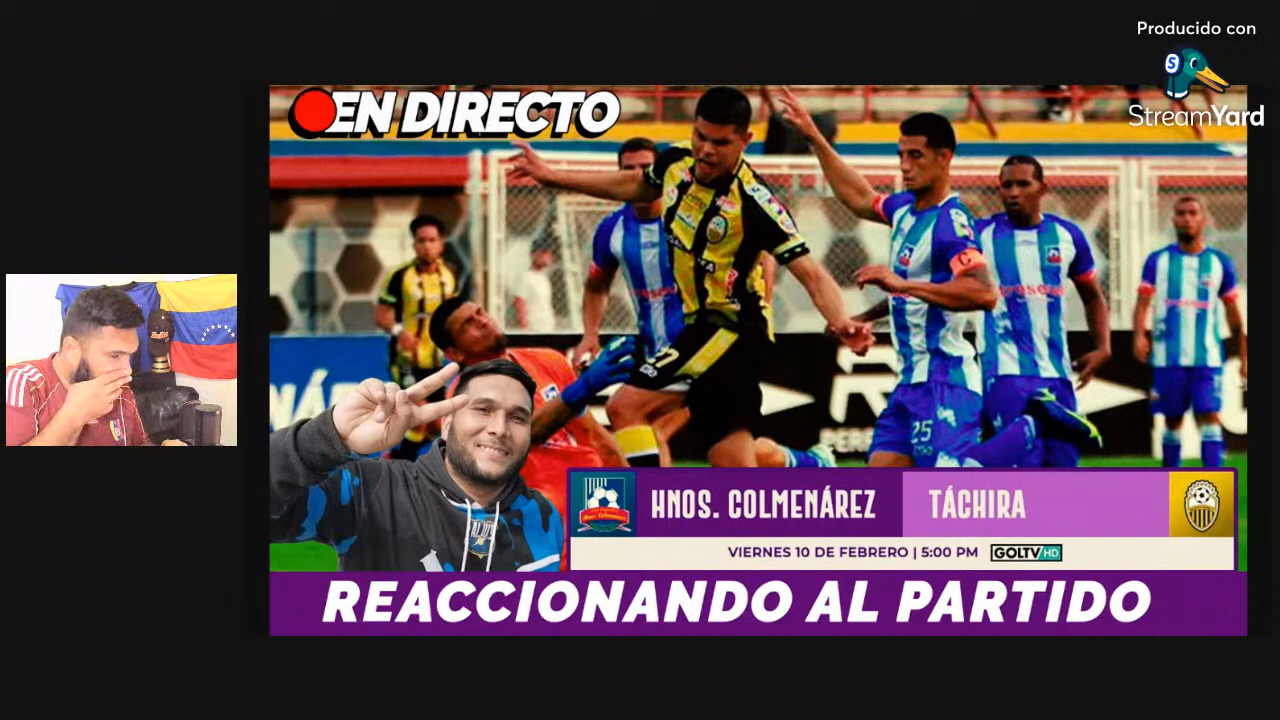 Producido con
StreamYard
EN DIRECTO
25
HNOS. COLMENÁREZ
TÁCHIRA
VIERNES 10 DE FEBRERO | 5:00 PM
GOLTV HD
REACCIONANDO AL PARTIDO